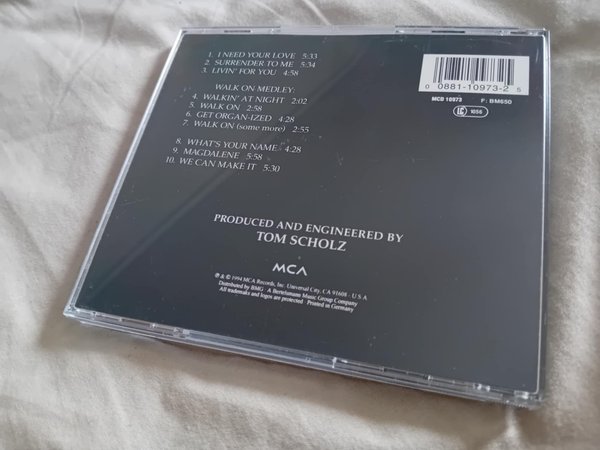 1. I NEED YOUR LOVE 5:33
2. SURRENDER TO ME 5:34
3. LIVIN' FOR YOU 4:58
WALK ON MEDLEY:
4. WALKIN' AT NIGHT 2:02
5. WALK ON 2:58
6. GET ORGAN-IZED 4:28
7. WALK ON (some more) 2:55
8. WHAT'S YOUR NAME 4:28
9. MAGDALENE 5:58
10. WE CAN MAKE IT 5:30
0 0881-10973-2 5
MCD 10973 F: BM650
LC 1056
PRODUCED AND ENGINEERED BY
TOM SCHOLZ
MCA
℗ & © 1994 MCA Records, Inc. Universal City, CA 91608 · U S A
Distributed by BMG · A Bertelsmann Music Group Company
All trademarks and logos are protected · Printed in Germany